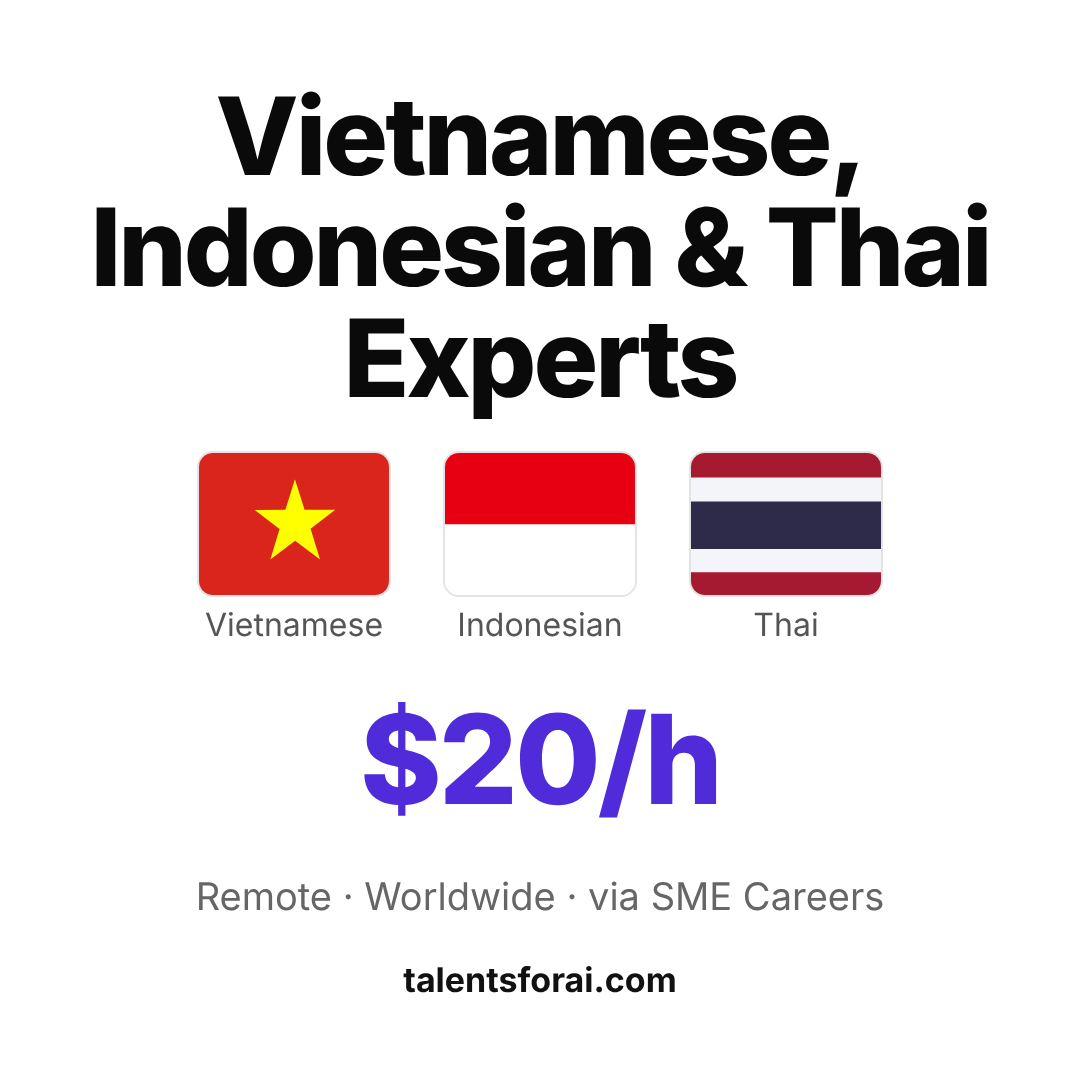 Vietnamese,
Indonesian & Thai
Experts
Vietnamese
Indonesian
Thai
$20/h
Remote · Worldwide · via SME Careers
talentsforai.com